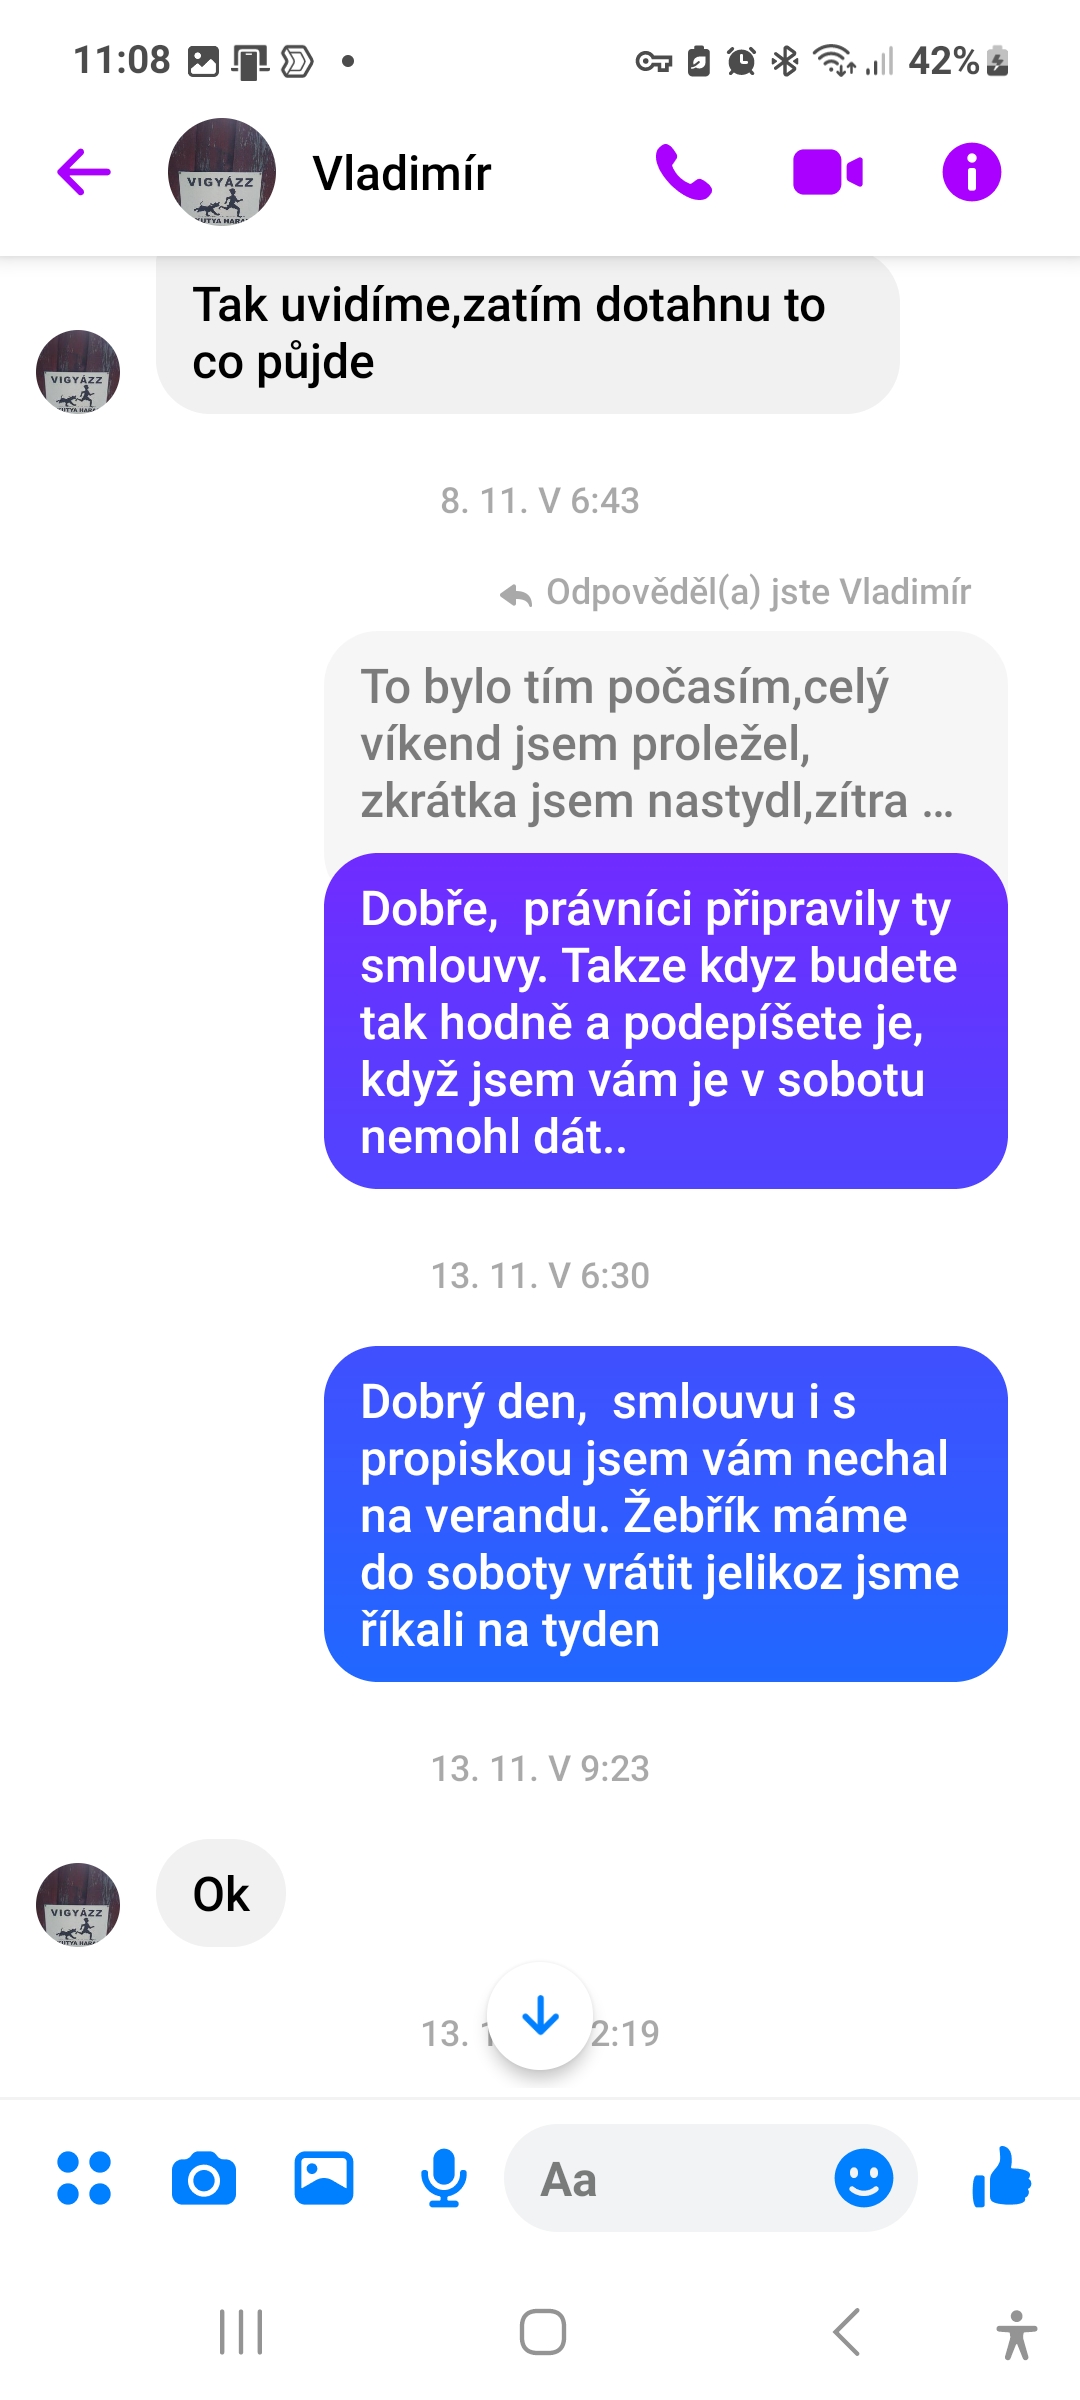 11:08
42%
VIGYÁZZ
KUTYA HARA
Vladimír
Tak uvidíme,zatím dotahnu to
co půjde
VIGYÁZZ
8. 11. V 6:43
Odpověděl(a) jste Vladimír
To bylo tím počasím,celý
víkend jsem proležel,
zkrátka jsem nastydl,zítra ...
Dobře,  právníci připravily ty
smlouvy. Takze kdyz budete
tak hodně a podepíšete je,
když jsem vám je v sobotu
nemohl dát..
13. 11. V 6:30
Dobrý den,  smlouvu i s
propiskou jsem vám nechal
na verandu. Žebřík máme
do soboty vrátit jelikoz jsme
říkali na tyden
13. 11. V 9:23
Ok
VIGYÁZZ
13. 1 2:19
Aa